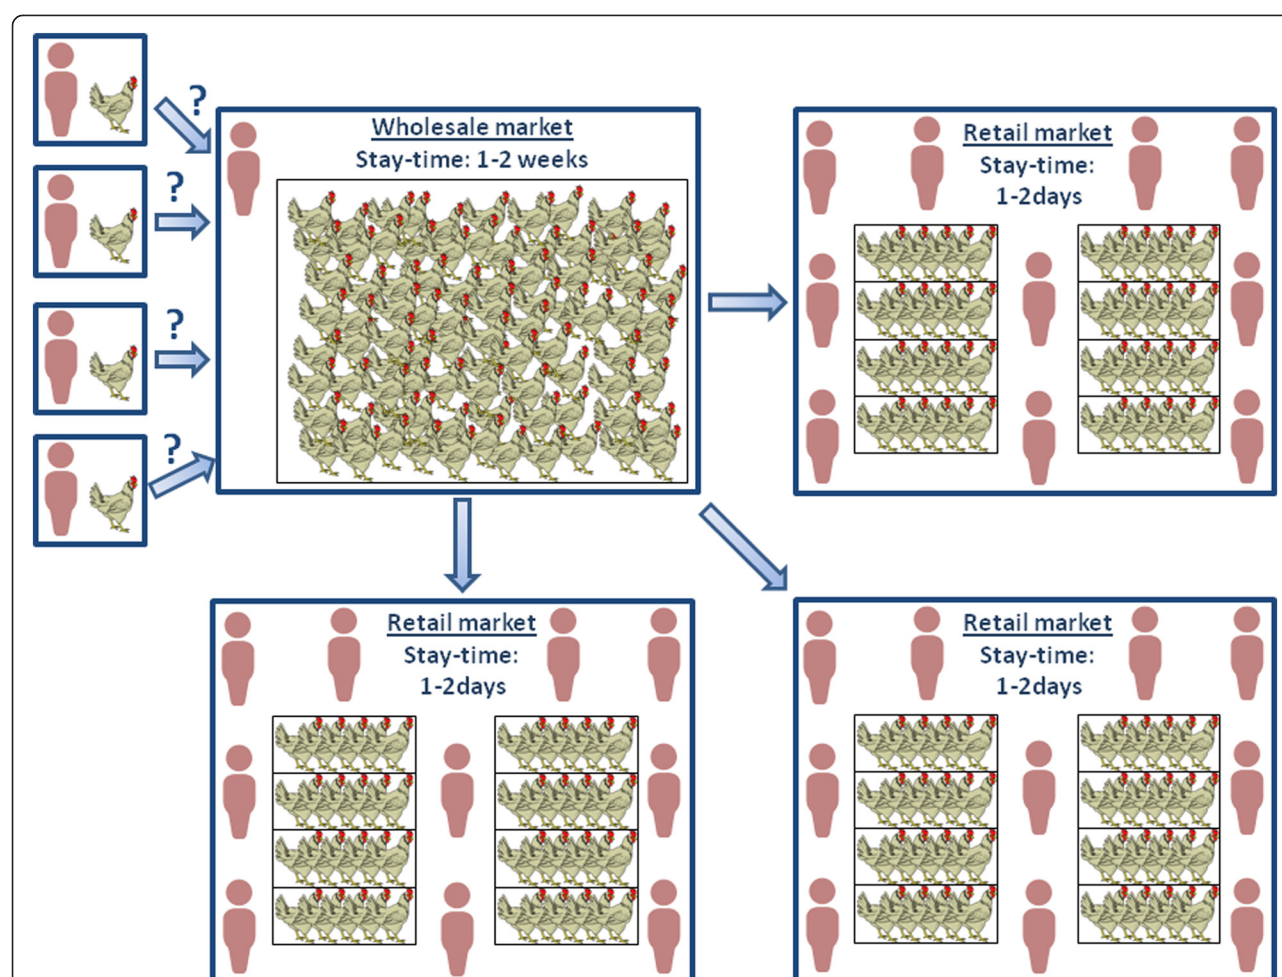 ?
?
?
?
Wholesale market
Stay-time: 1-2 weeks
Retail market
Stay-time:
1-2days
Retail market
Stay-time:
1-2days
Retail market
Stay-time:
1-2days